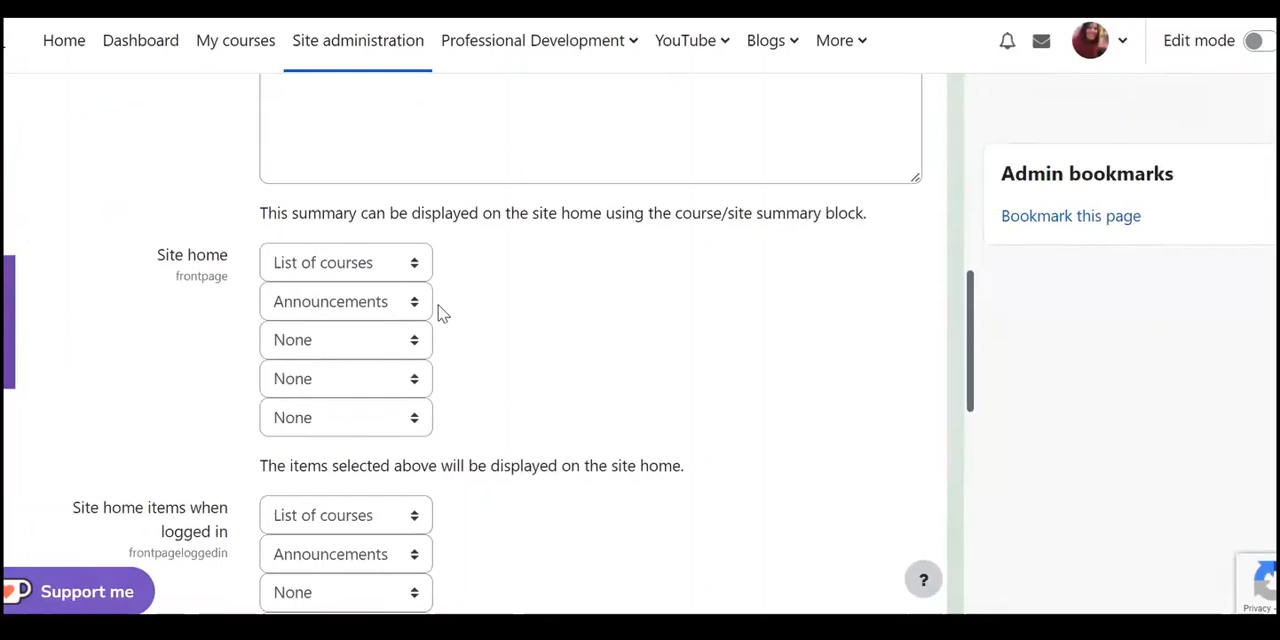 Home Dashboard My courses Site administration Professional Development YouTube Blogs More Edit mode
Admin bookmarks
Bookmark this page
This summary can be displayed on the site home using the course/site summary block.
Site home
frontpage
List of courses
Announcements
None
None
None
The items selected above will be displayed on the site home.
Site home items when
logged in
frontpageloggedin
List of courses
Announcements
None
Support me
?
Privacy -